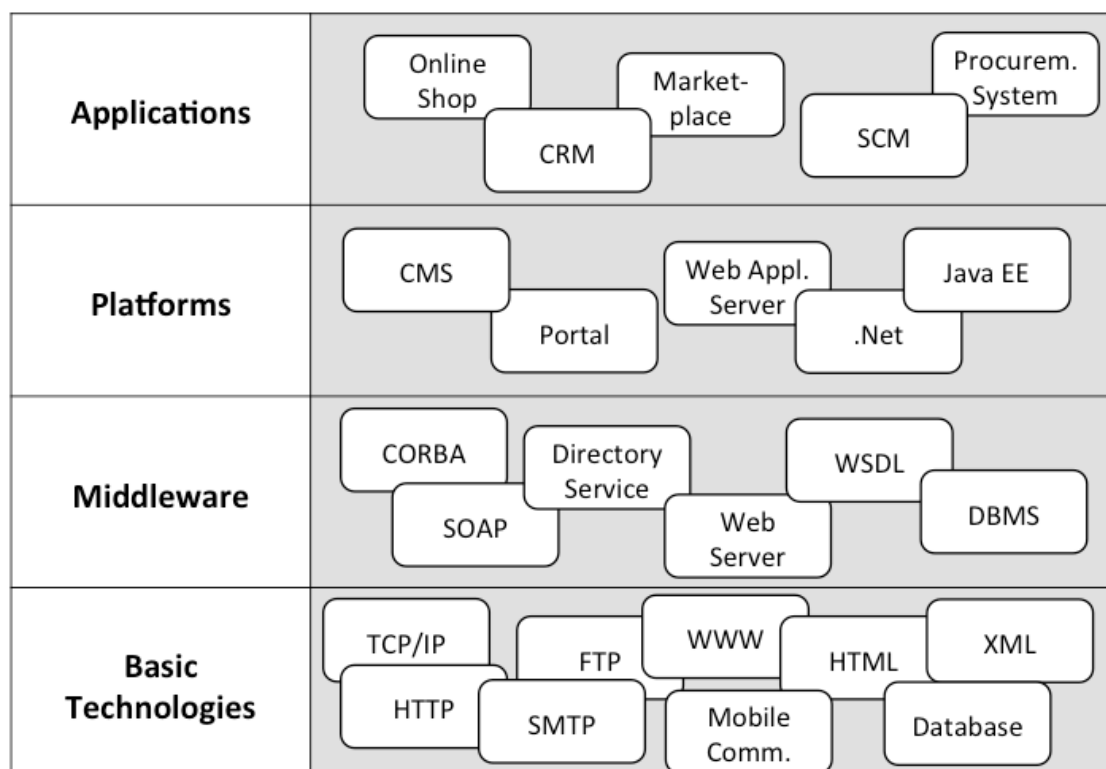 Applications
Online
Shop
CRM
Market-
place
SCM
Procurem.
System
Platforms
CMS
Portal
Web Appl.
Server
.Net
Java EE
Middleware
CORBA
SOAP
Directory
Service
Web
Server
WSDL
DBMS
Basic
Technologies
TCP/IP
HTTP
FTP
SMTP
WWW
Mobile
Comm.
HTML
XML
Database